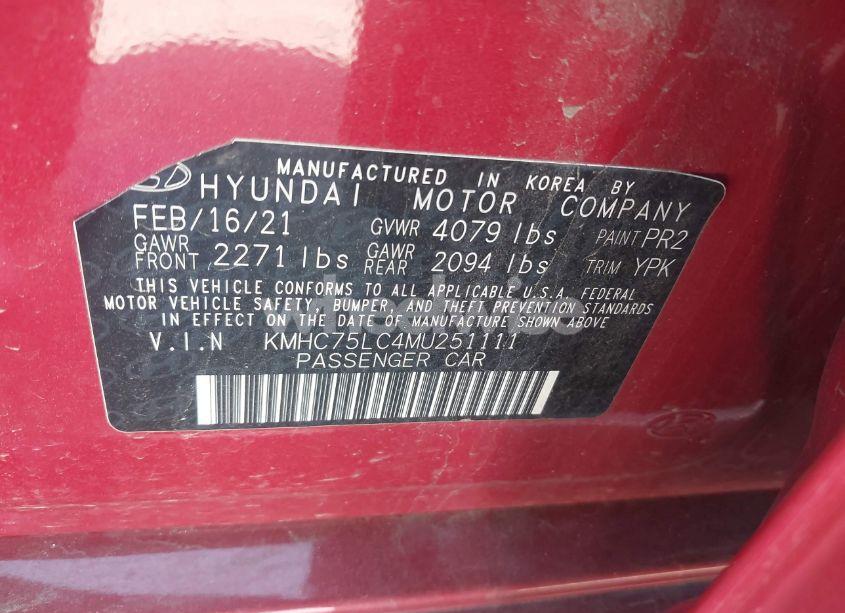 MANUFACTURED IN KOREA BY
HYUNDAI MOTOR COMPANY
FEB/16/21 GVWR 4079 lbs PAINT PR2
GAWR FRONT 2271 lbs GAWR REAR 2094 lbs TRIM YPK
THIS VEHICLE CONFORMS TO ALL APPLICABLE U.S.A. FEDERAL
MOTOR VEHICLE SAFETY, BUMPER, AND THEFT PREVENTION STANDARDS
IN EFFECT ON THE DATE OF MANUFACTURE SHOWN ABOVE
V.I.N KMHC75LC4MU251111
PASSENGER CAR